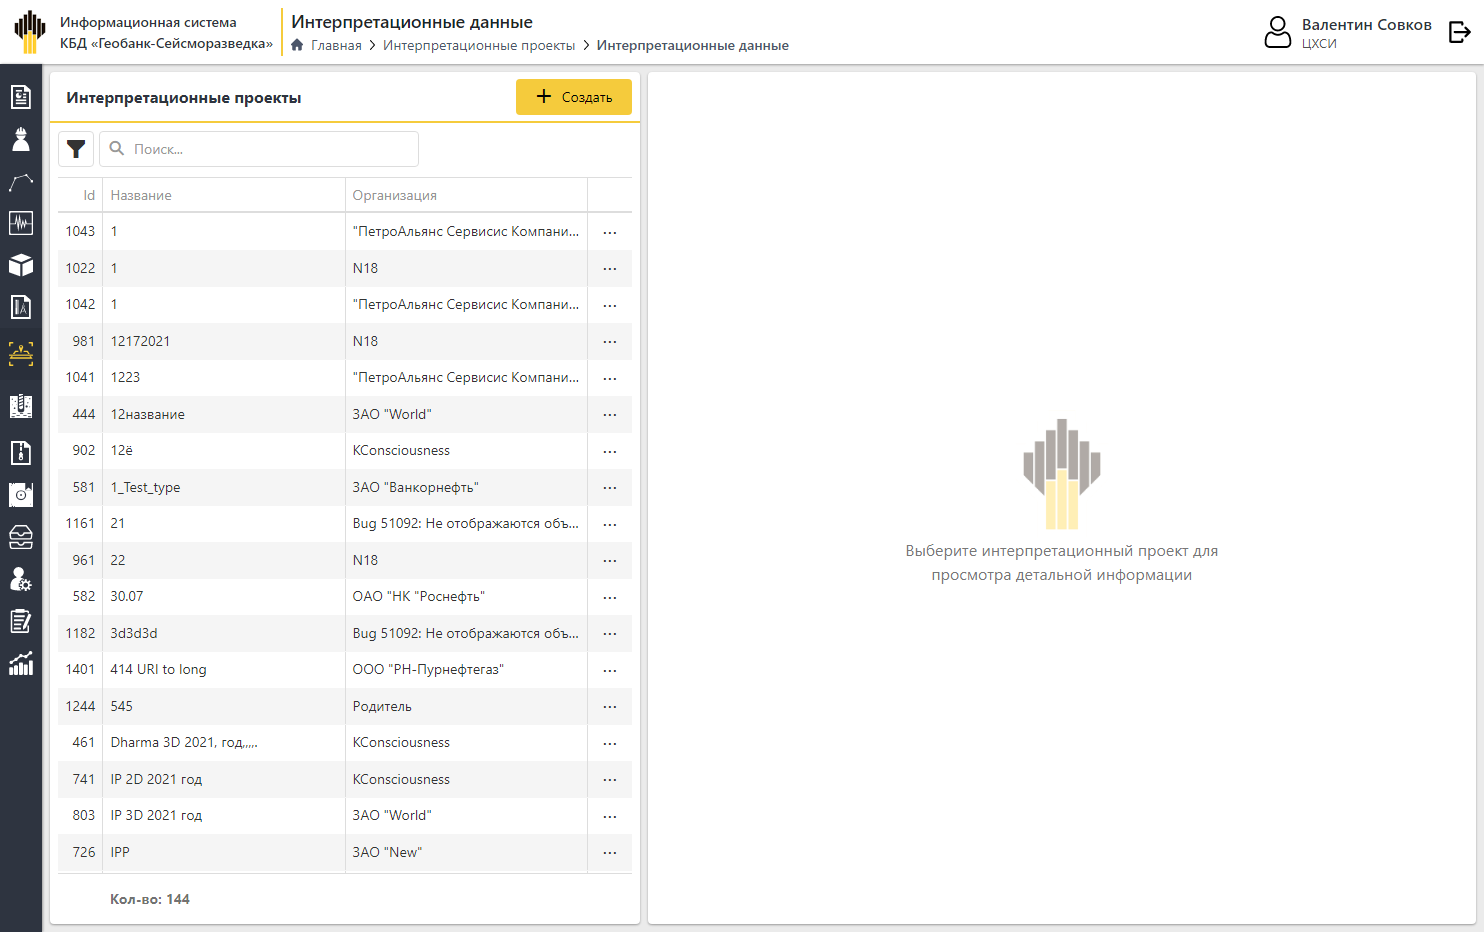 Информационная система
КБД «Геобанк-Сейсморазведка»
Интерпретационные данные
Главная > Интерпретационные проекты > Интерпретационные данные
Валентин Совков
ЦХСИ
Интерпретационные проекты
+ Создать
Поиск...
Id Название Организация
1043 1 "ПетроАльянс Сервисис Компани... ...
1022 1 N18 ...
1042 1 "ПетроАльянс Сервисис Компани... ...
981 12172021 N18 ...
1041 1223 "ПетроАльянс Сервисис Компани... ...
444 12название ЗАО "World" ...
902 12ё KConsciousness ...
581 1_Test_type ЗАО "Ванкорнефть" ...
1161 21 Bug 51092: Не отображаются объ... ...
961 22 N18 ...
582 30.07 ОАО "НК "Роснефть" ...
1182 3d3d3d Bug 51092: Не отображаются объ... ...
1401 414 URI to long ООО "РН-Пурнефтегаз" ...
1244 545 Родитель ...
461 Dharma 3D 2021, год,,,,. KConsciousness ...
741 IP 2D 2021 год KConsciousness ...
803 IP 3D 2021 год ЗАО "World" ...
726 IPP ЗАО "New" ...
Кол-во: 144
Выберите интерпретационный проект для
просмотра детальной информации